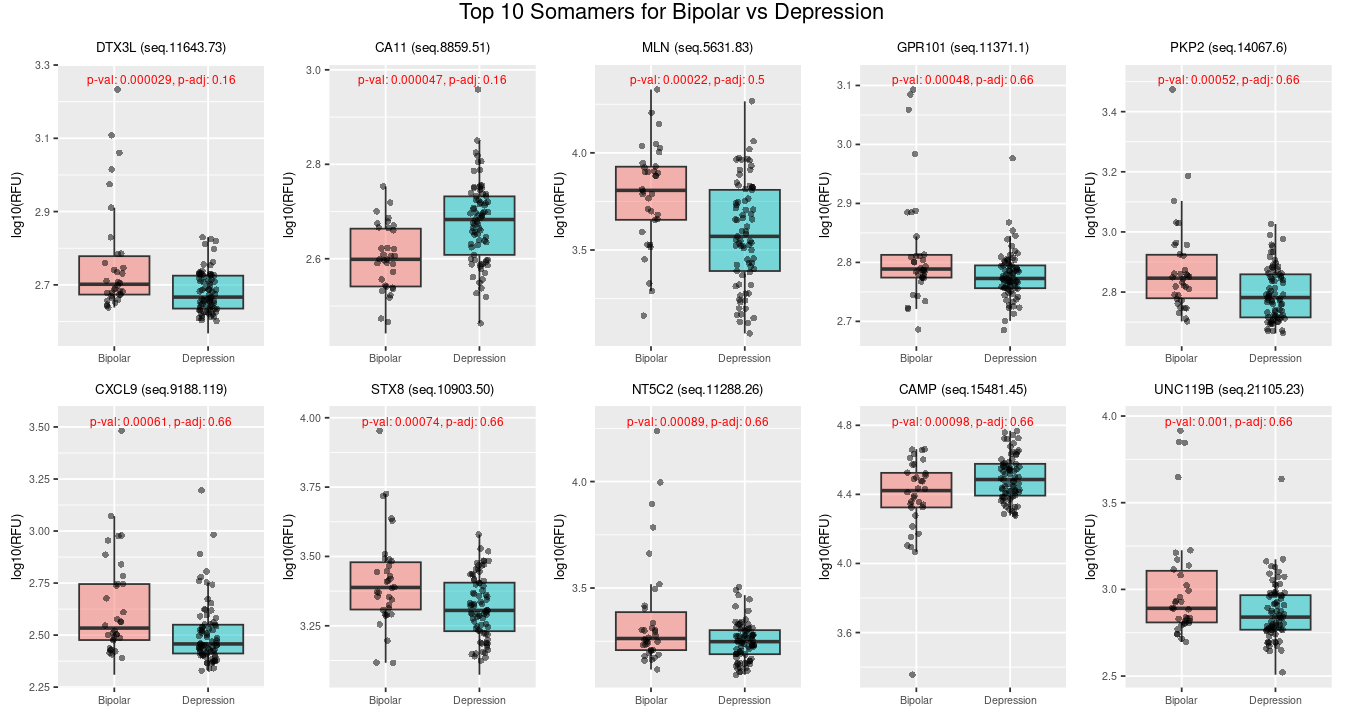 Top 10 Somamers for Bipolar vs Depression
DTX3L (seq.11643.73)
p-val: 0.000029, p-adj: 0.16
log10(RFU)
3.3
3.1
2.9
2.7
Bipolar
Depression
CA11 (seq.8859.51)
p-val: 0.000047, p-adj: 0.16
log10(RFU)
3.0
2.8
2.6
Bipolar
Depression
MLN (seq.5631.83)
p-val: 0.00022, p-adj: 0.5
log10(RFU)
4.0
3.5
Bipolar
Depression
GPR101 (seq.11371.1)
p-val: 0.00048, p-adj: 0.66
log10(RFU)
3.1
3.0
2.9
2.8
2.7
Bipolar
Depression
PKP2 (seq.14067.6)
p-val: 0.00052, p-adj: 0.66
log10(RFU)
3.4
3.2
3.0
2.8
Bipolar
Depression
CXCL9 (seq.9188.119)
p-val: 0.00061, p-adj: 0.66
log10(RFU)
3.50
3.25
3.00
2.75
2.50
2.25
Bipolar
Depression
STX8 (seq.10903.50)
p-val: 0.00074, p-adj: 0.66
log10(RFU)
4.00
3.75
3.50
3.25
Bipolar
Depression
NT5C2 (seq.11288.26)
p-val: 0.00089, p-adj: 0.66
log10(RFU)
4.0
3.5
Bipolar
Depression
CAMP (seq.15481.45)
p-val: 0.00098, p-adj: 0.66
log10(RFU)
4.8
4.4
4.0
3.6
Bipolar
Depression
UNC119B (seq.21105.23)
p-val: 0.001, p-adj: 0.66
log10(RFU)
4.0
3.5
3.0
2.5
Bipolar
Depression